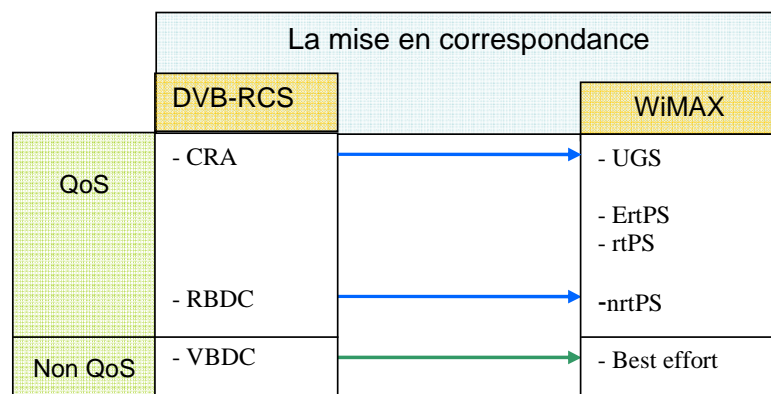 La mise en correspondance
DVB-RCS
WiMAX
QoS
- CRA
- UGS
- ErtPS
- rtPS
- RBDC
-nrtPS
Non QoS
- VBDC
- Best effort